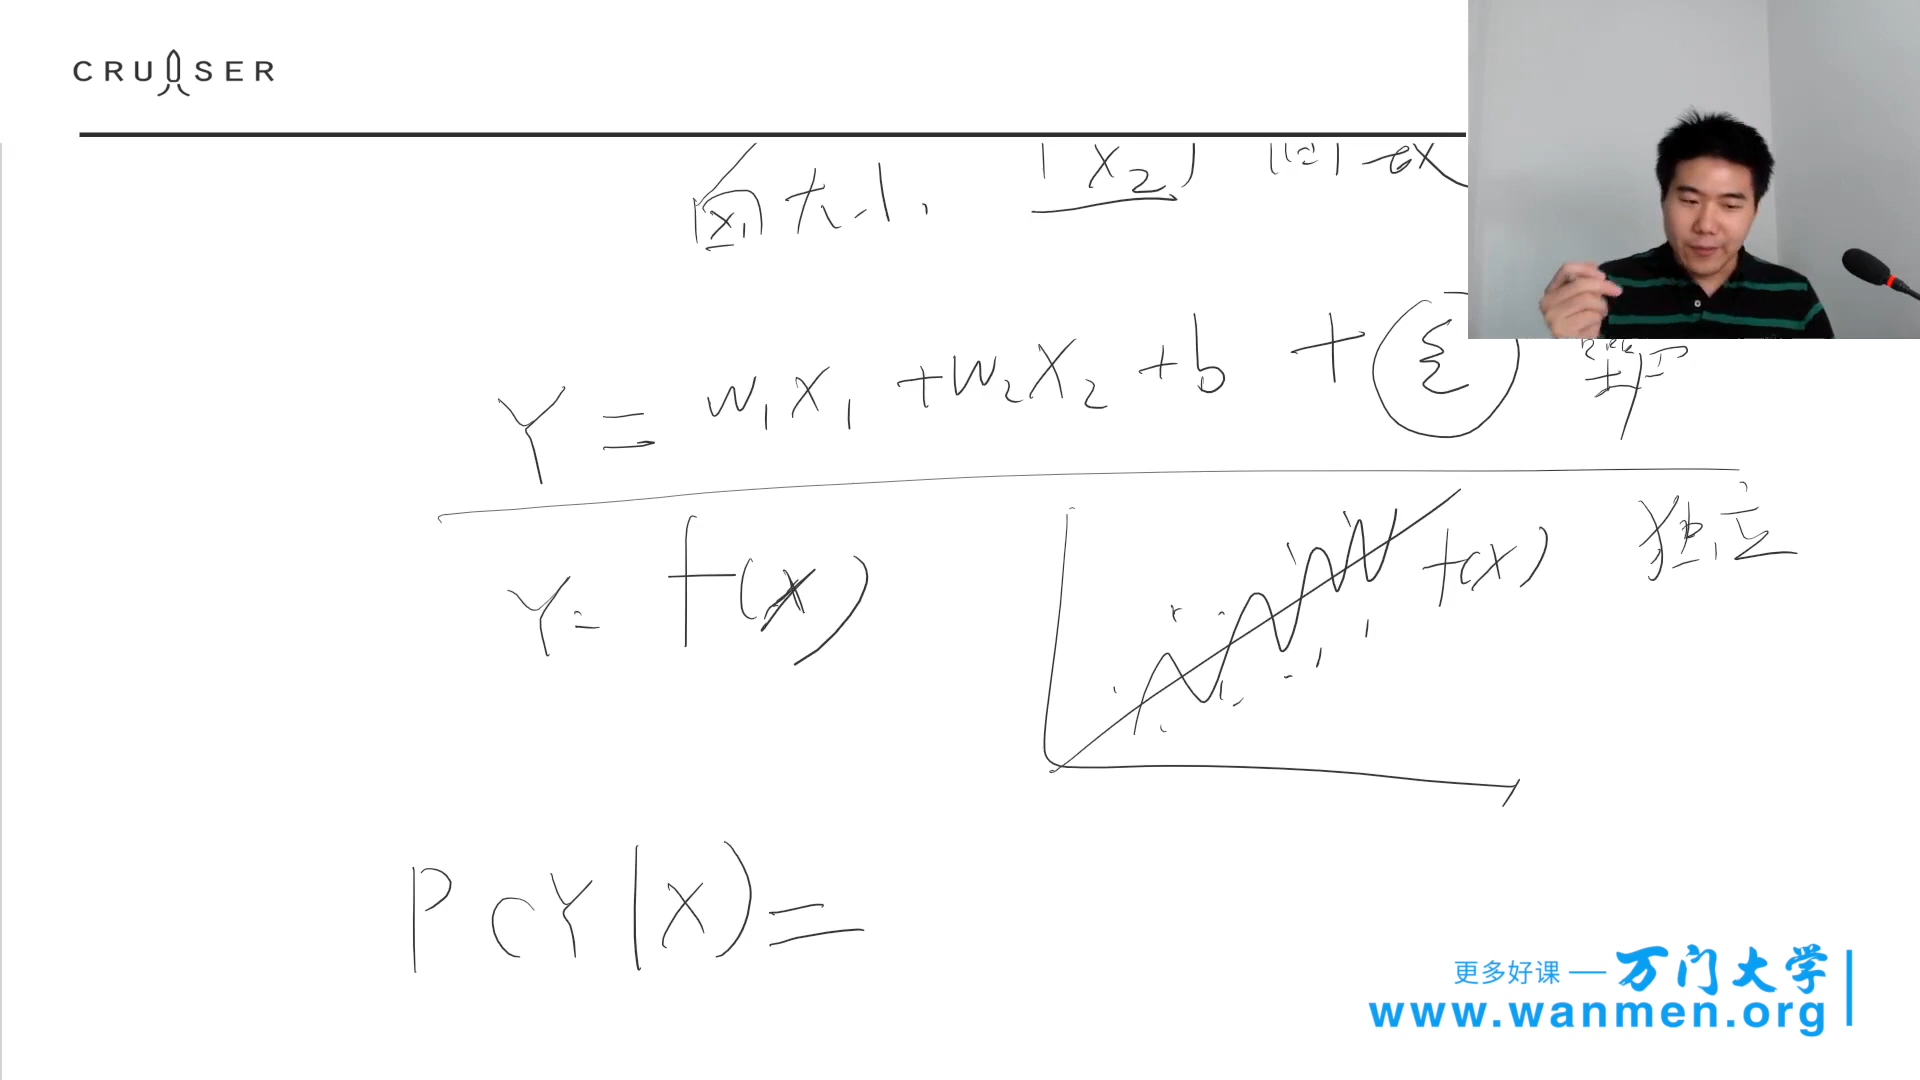 CRUISER
x₁ 大小, x₂
Y = w₁x₁ + w₂x₂ + b + ξ
独立
Y = f(x)
f(x)
P(Y|X) =
更多好课 — 万门大学
www.wanmen.org